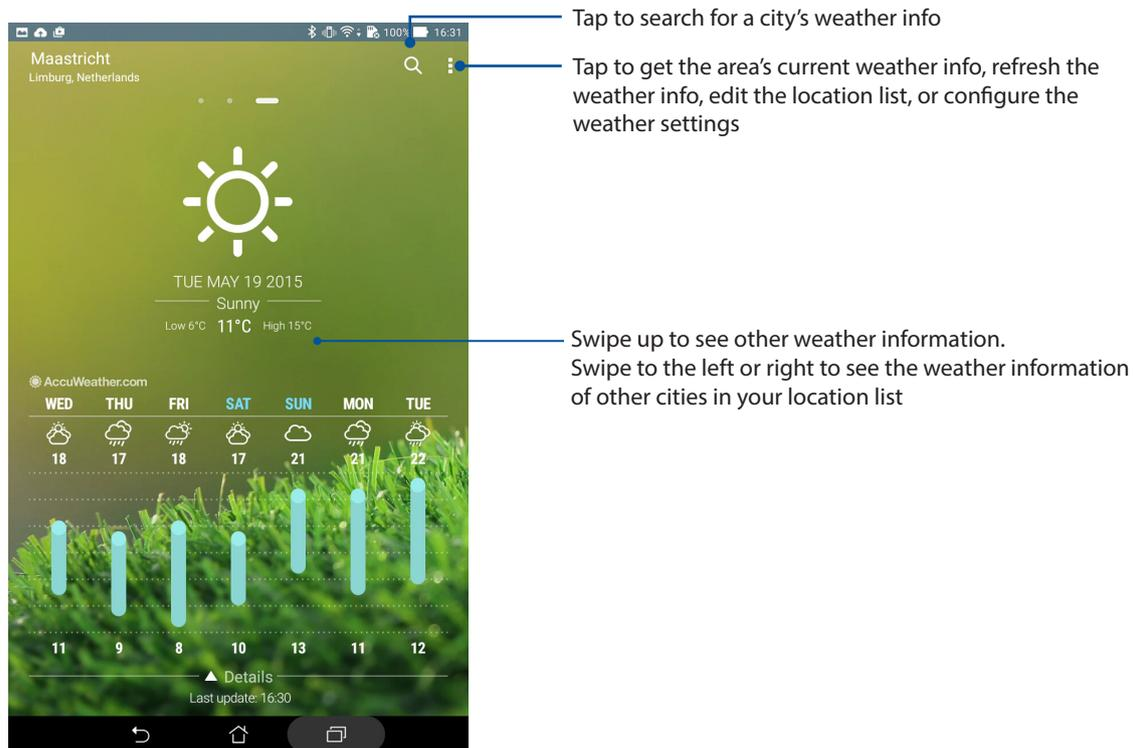 Tap to search for a city’s weather info
100% 16:31
Maastricht
Limburg, Netherlands
Tap to get the area’s current weather info, refresh the
weather info, edit the location list, or configure the
weather settings
TUE MAY 19 2015
Sunny
Low 6°C 11°C High 15°C
Swipe up to see other weather information.
Swipe to the left or right to see the weather information
of other cities in your location list
AccuWeather.com
WED THU FRI SAT SUN MON TUE
18 17 18 17 21 21 22
11 9 8 10 13 11 12
Details
Last update: 16:30